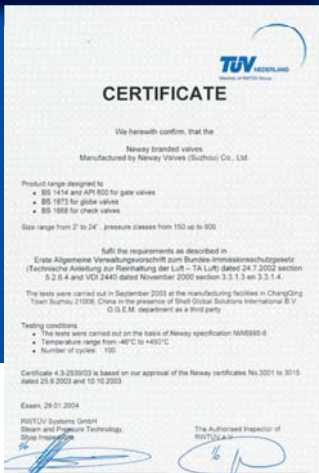 TÜV NEDERLAND
Member of RWTÜV Group
CERTIFICATE
We herewith confirm, that the
Neway branded valves
Manufactured by Neway Valves (Suzhou) Co., Ltd
Product range designed to
• BS 1414 and API 600 for gate valves
• BS 1873 for globe valves
• BS 1868 for check valves
Size range from 2" to 24", pressure classes from 150 up to 900
fulfil the requirements as described in
Erste Allgemeine Verwaltungsvorschrift zum Bundes-Immissionsschutzgesetz
(Technische Anleitung zur Reinhaltung der Luft – TA Luft) dated 24.7.2002 section
5.2.6.4 and VDI 2440 dated November 2000 section 3.3.1.3 en 3.3.1.4.
The tests were carried out in September 2003 at the manufacturing facilities in ChangQing
Town Suzhou 21008, China in the presence of Shell Global Solutions International B.V.
O.G.E.M. department as a third party
Testing conditions
• The tests were carried out on the basis of Neway specification
• Temperature range from -46°C to +450°C
• Number of cycles: 100
Certificate 4.3-2539/03 is based on our approval of the Neway certificates No.3001 to 3015
dated 25.9.2003 and 10.10.2003.
Essen, 29.01.2004
RWTÜV Systems GmbH
Steam and Pressure Technology,
Shop Inspections
The Authorised Inspector of
RWTÜV e.V.